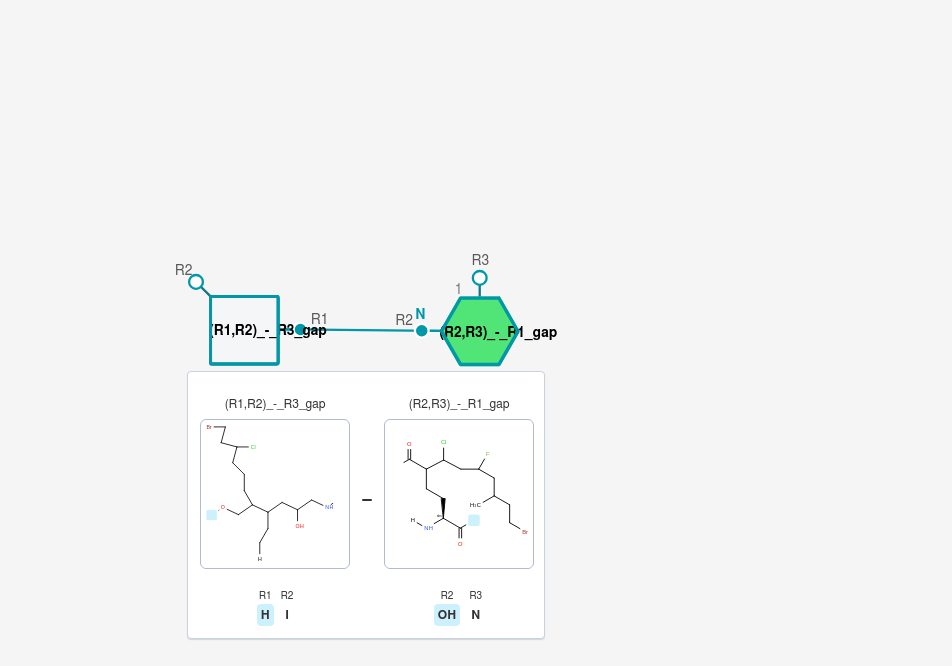 R3
R2
1
N
R1
R2
(R1,R2)_-_R3_gap
(R2,R3)_-_R1_gap
(R1,R2)_-_R3_gap
(R2,R3)_-_R1_gap
Br
Cl
O
NH
OH
H
O
Cl
F
H₃C
H
NH
O
Br
R1 R2
R2 R3
H I
OH N